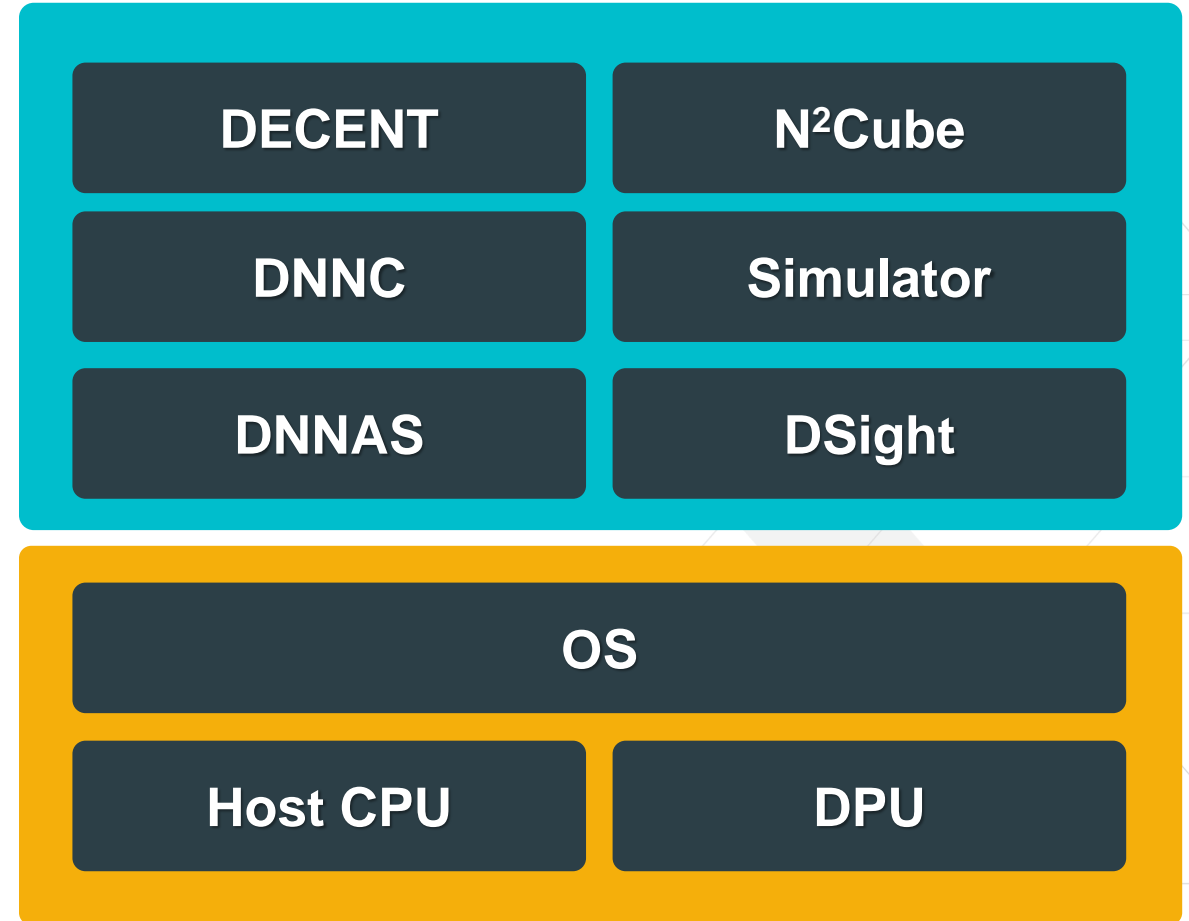 DECENT
N²Cube
DNNC
Simulator
DNNAS
DSight
OS
Host CPU
DPU